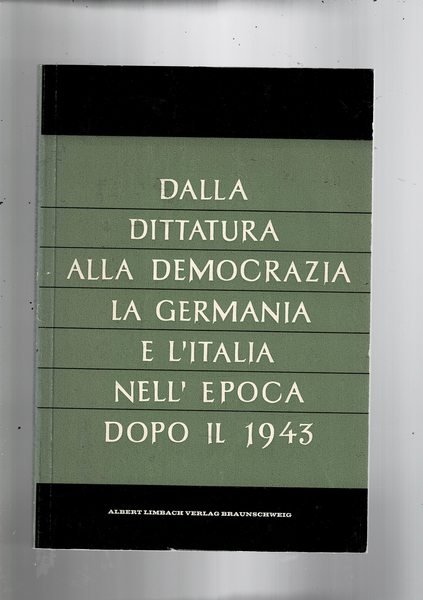 DALLA
DITTATURA
ALLA DEMOCRAZIA
LA GERMANIA
E L'ITALIA
NELL' EPOCA
DOPO IL 1943
ALBERT LIMBACH VERLAG BRAUNSCHWEIG